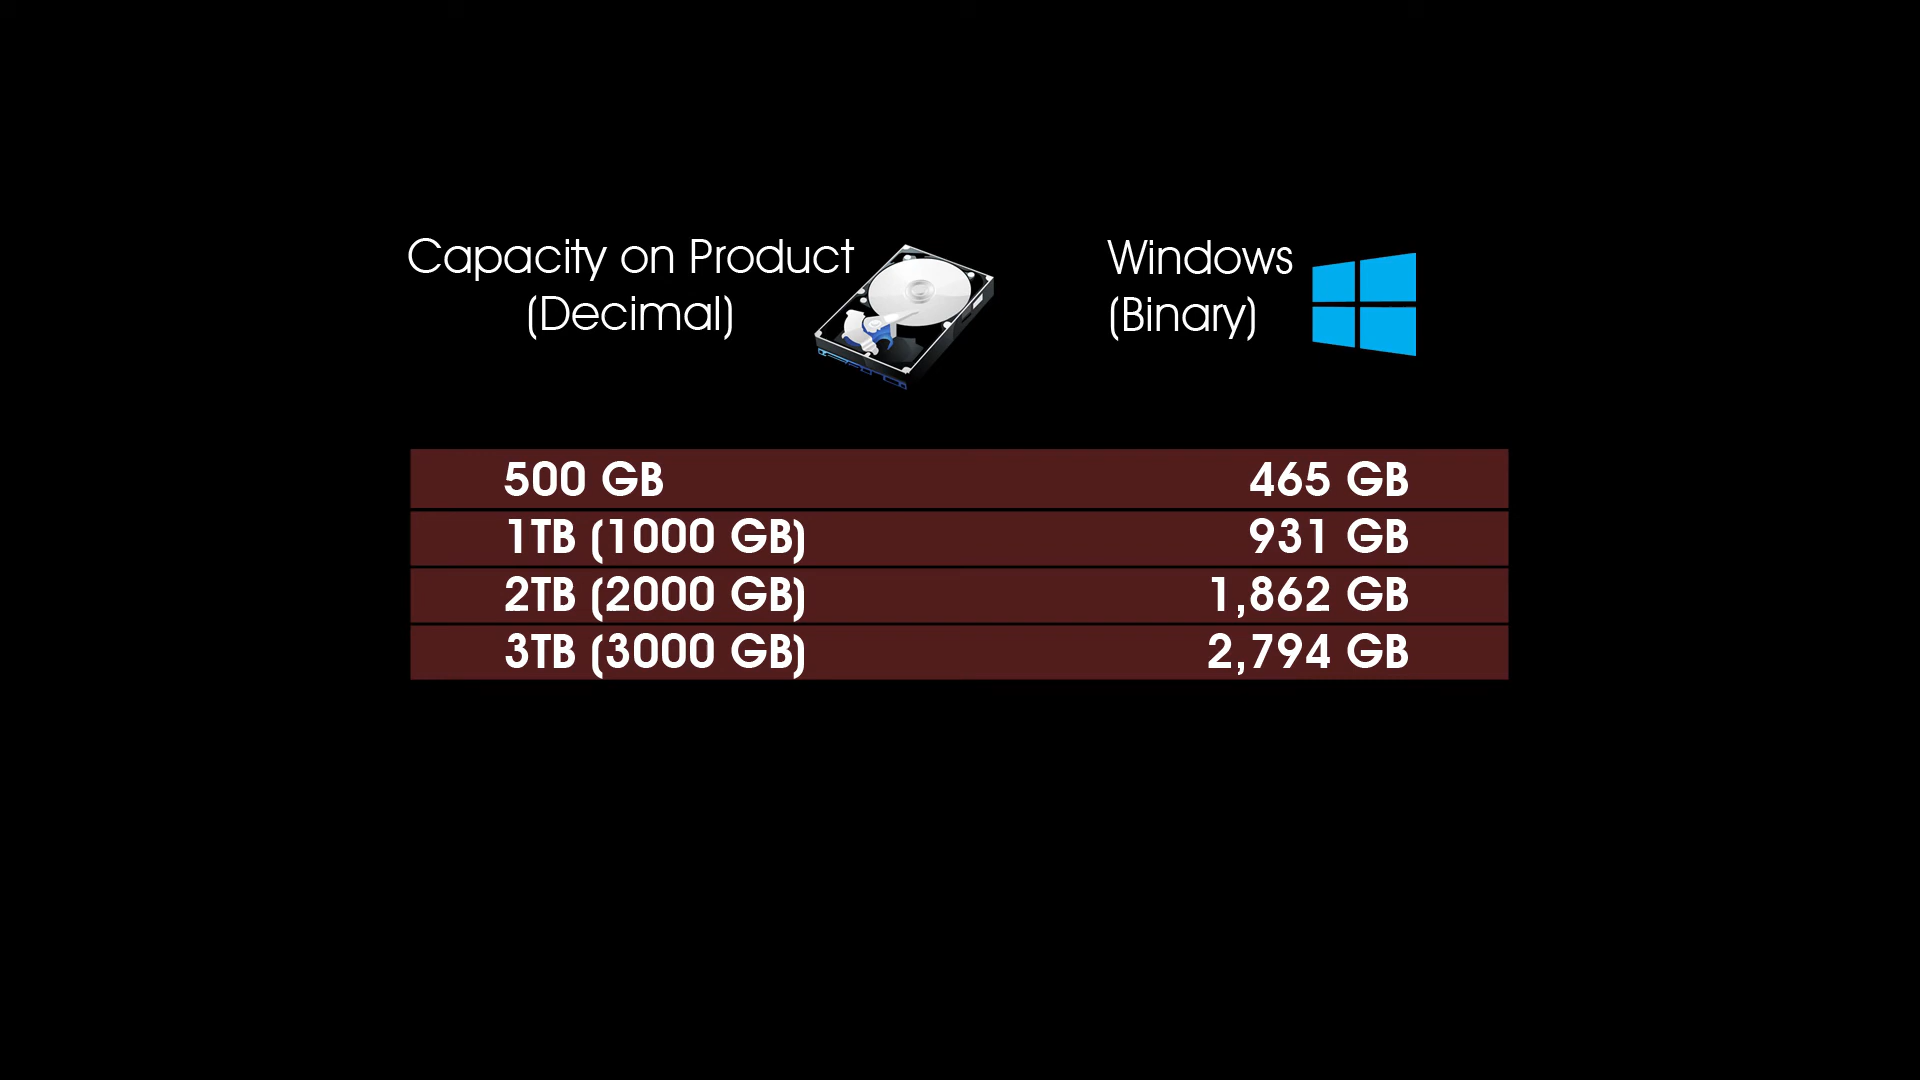 Capacity on Product
(Decimal)
Windows
(Binary)
500 GB 465 GB
1TB (1000 GB) 931 GB
2TB (2000 GB) 1,862 GB
3TB (3000 GB) 2,794 GB